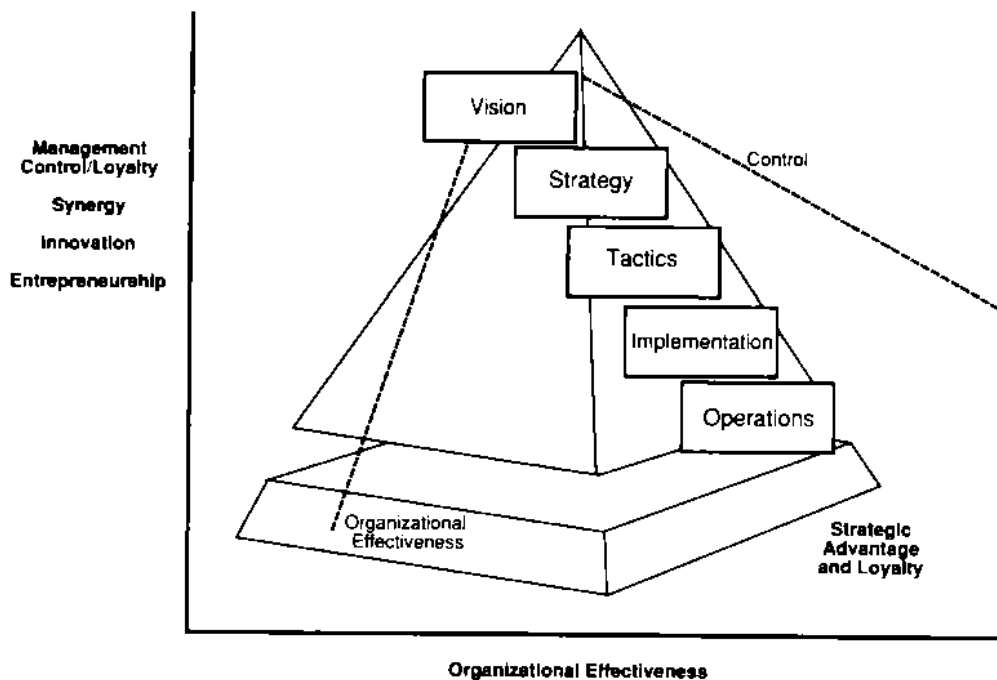 Vision
Management
Control/Loyalty
Control
Strategy
Synergy
Innovation
Tactics
Entrepreneurship
Implementation
Operations
Organizational
Effectiveness
Strategic
Advantage
and Loyalty
Organizational Effectiveness